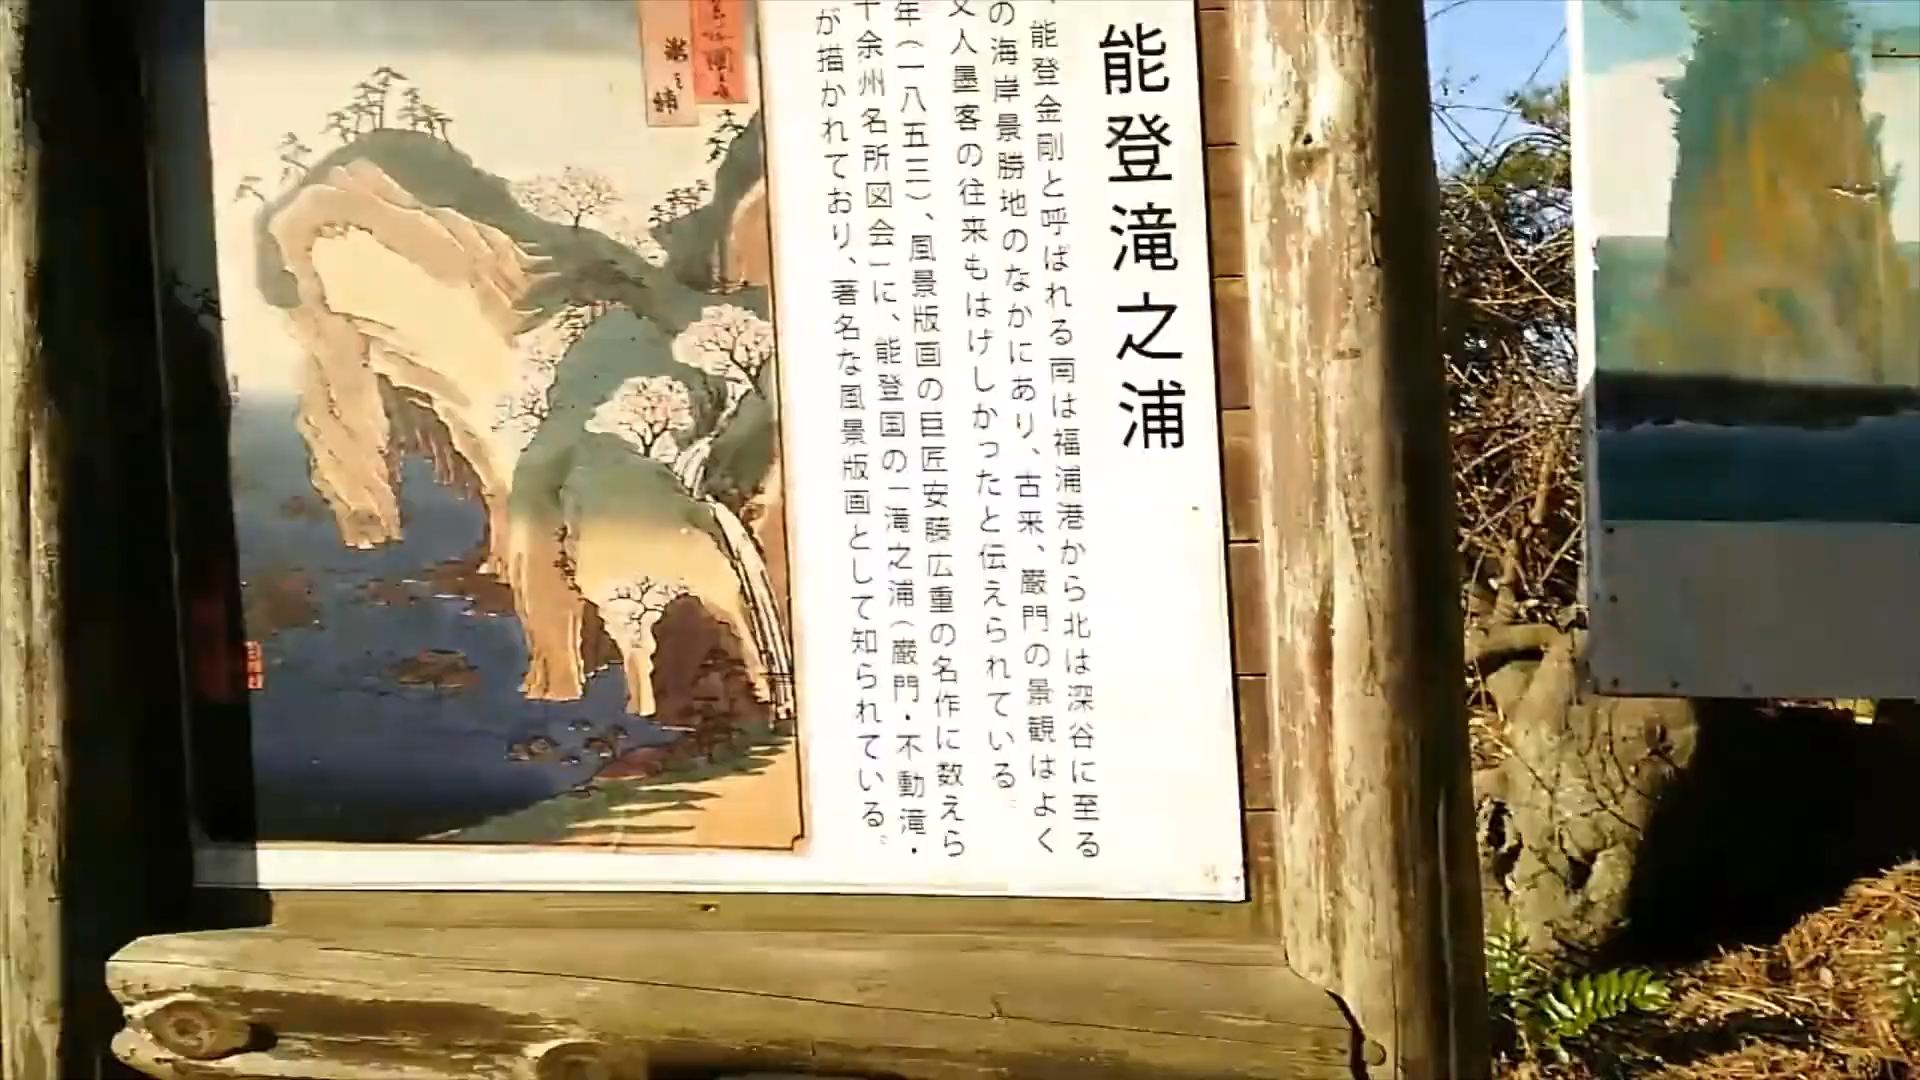 能登滝之浦
、能登金剛と呼ばれる南は福浦港から北は深谷に至る
の海岸景勝地のなかにあり、古来、巌門の景観はよく
文人墨客の往来もはげしかったと伝えられている。
年(一八五三)、風景版画の巨匠安藤広重の名作に数えら
十余州名所図会」に、能登国の「滝之浦(巌門・不動滝・
が描かれており、著名な風景版画として知られている。
滝之浦